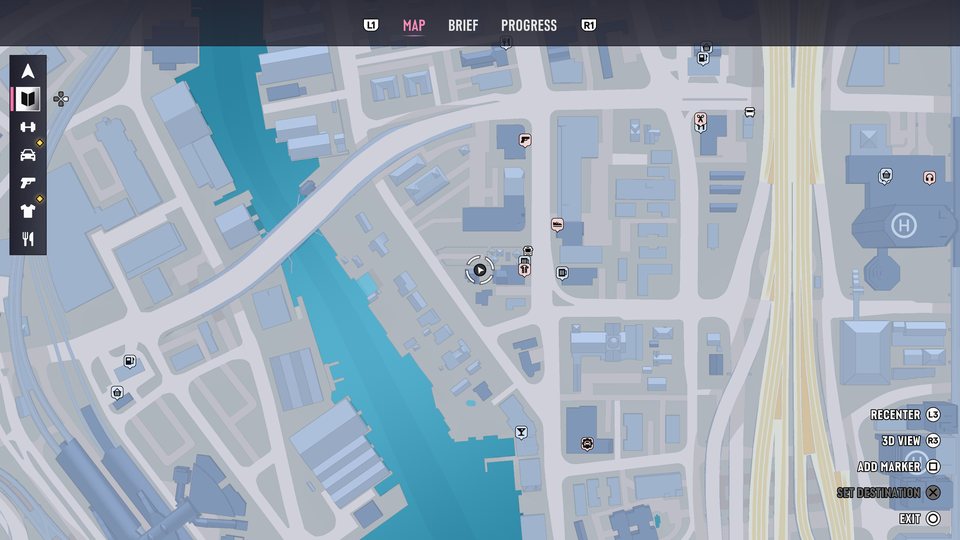 L1 MAP BRIEF PROGRESS R1
H
RECENTER L3
3D VIEW R3
ADD MARKER
SET DESTINATION
EXIT